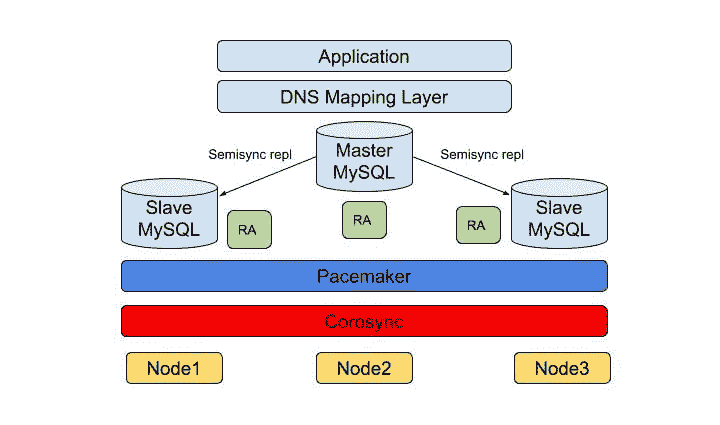 Application
DNS Mapping Layer
Semisync repl
Master
MySQL
Semisync repl
Slave
MySQL
RA
RA
RA
Slave
MySQL
Pacemaker
Corosync
Node1
Node2
Node3